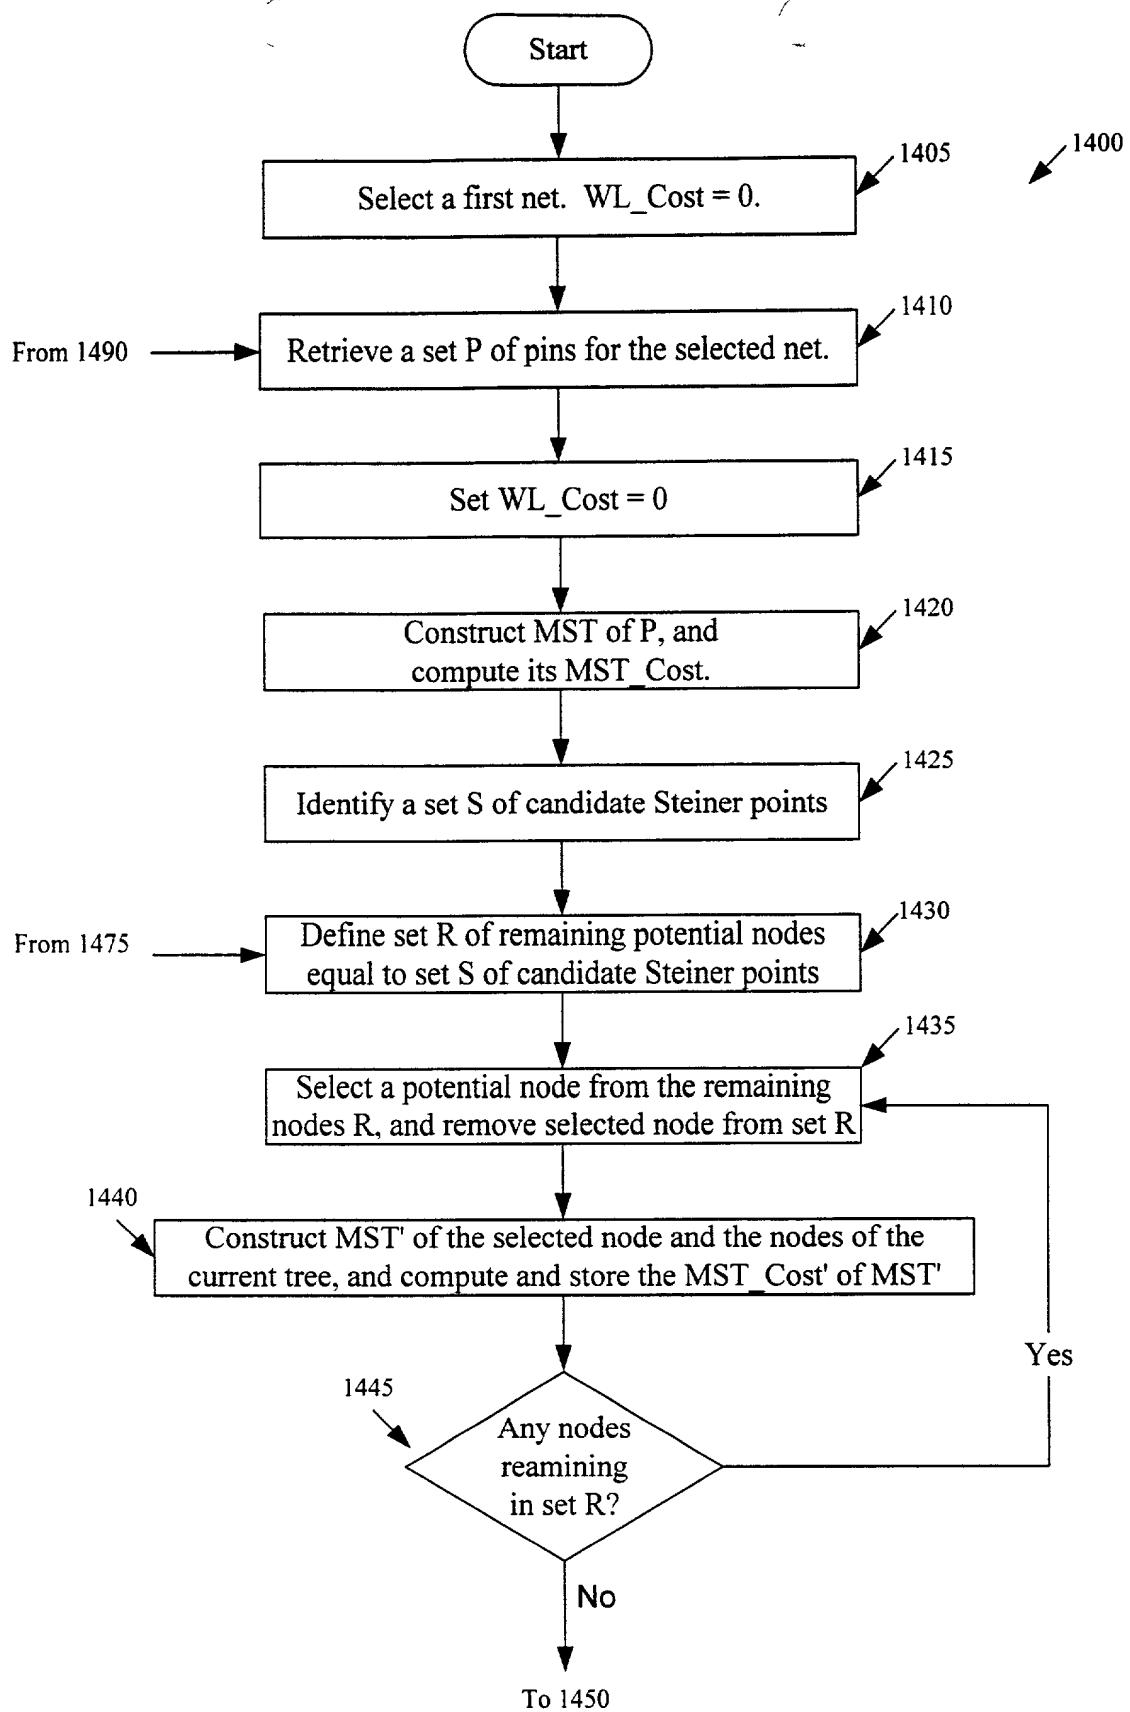 Start
1400
1405
Select a first net. WL_Cost = 0.
1410
From 1490
Retrieve a set P of pins for the selected net.
1415
Set WL_Cost = 0
1420
Construct MST of P, and
compute its MST_Cost.
1425
Identify a set S of candidate Steiner points
1430
From 1475
Define set R of remaining potential nodes
equal to set S of candidate Steiner points
1435
Select a potential node from the remaining
nodes R, and remove selected node from set R
1440
Construct MST' of the selected node and the nodes of the
current tree, and compute and store the MST_Cost' of MST'
Yes
1445
Any nodes
reamining
in set R?
No
To 1450